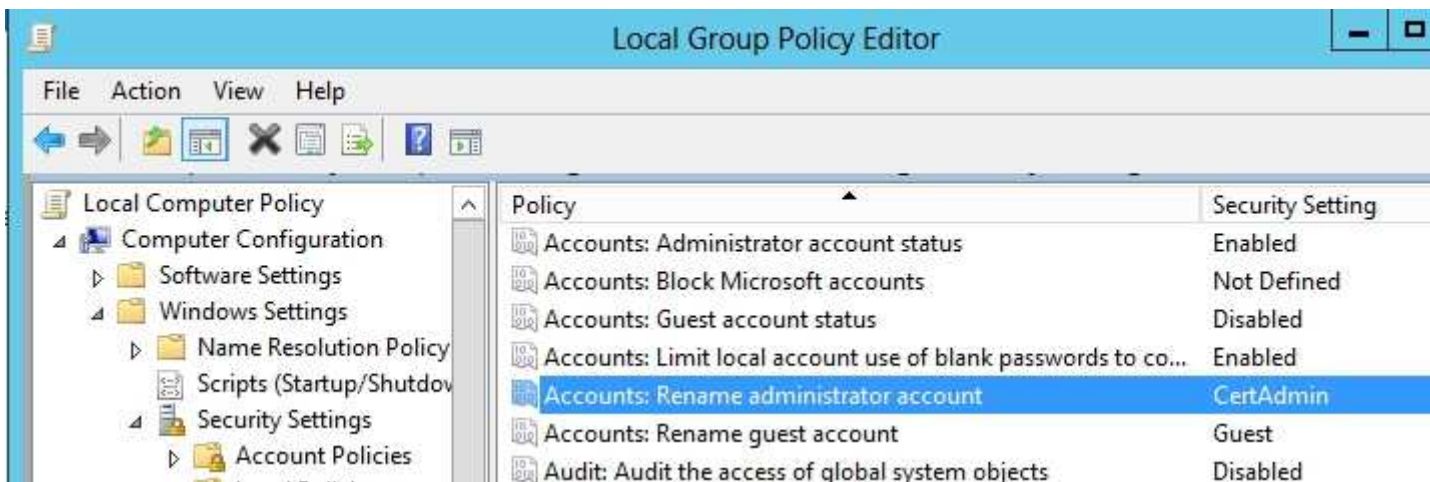 Local Group Policy Editor
File Action View Help
Local Computer Policy
Computer Configuration
Software Settings
Windows Settings
Name Resolution Policy
Scripts (Startup/Shutdov
Security Settings
Account Policies
Policy Security Setting
Accounts: Administrator account status Enabled
Accounts: Block Microsoft accounts Not Defined
Accounts: Guest account status Disabled
Accounts: Limit local account use of blank passwords to co... Enabled
Accounts: Rename administrator account CertAdmin
Accounts: Rename guest account Guest
Audit: Audit the access of global system objects Disabled